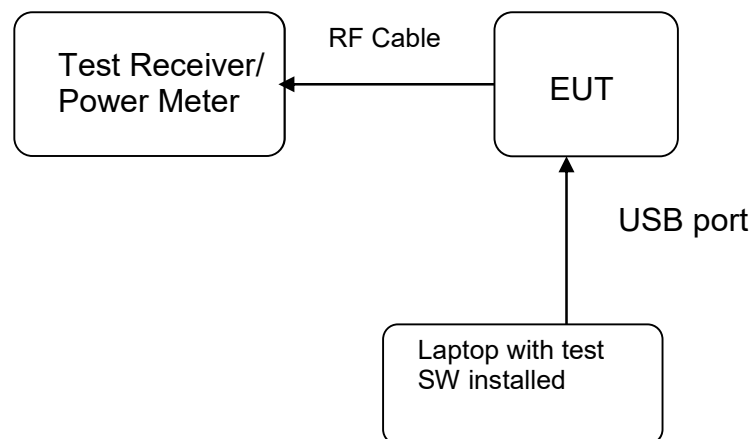 RF Cable
Test Receiver/
Power Meter
EUT
USB port
Laptop with test
SW installed